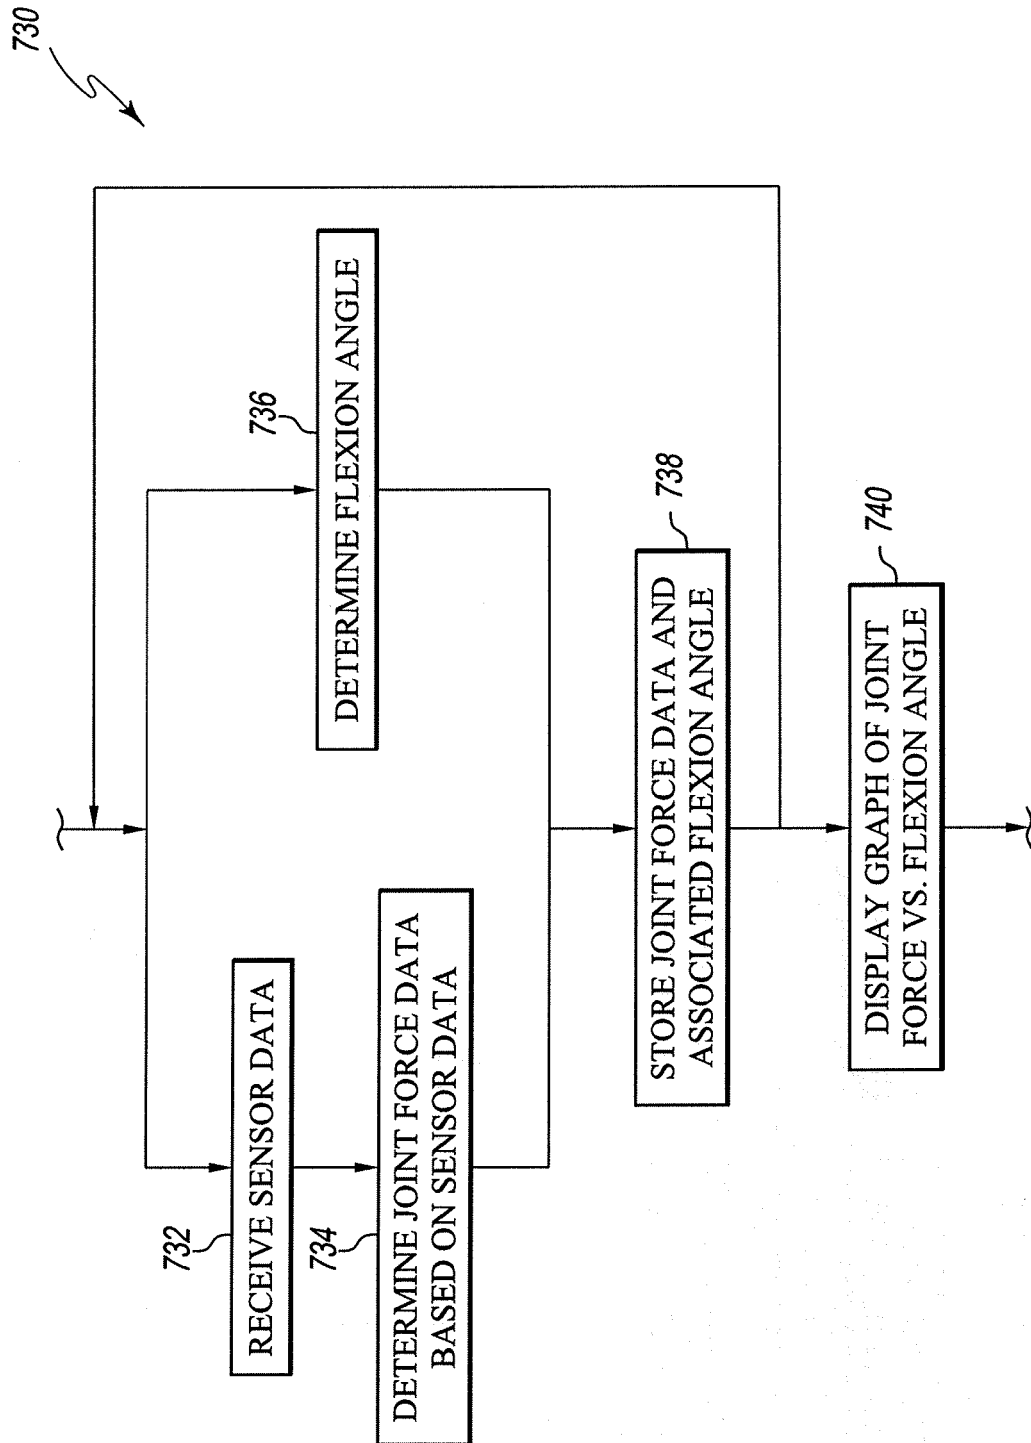 730
732
RECEIVE SENSOR DATA
734
DETERMINE JOINT FORCE DATA
BASED ON SENSOR DATA
736
DETERMINE FLEXION ANGLE
738
STORE JOINT FORCE DATA AND
ASSOCIATED FLEXION ANGLE
740
DISPLAY GRAPH OF JOINT
FORCE VS. FLEXION ANGLE